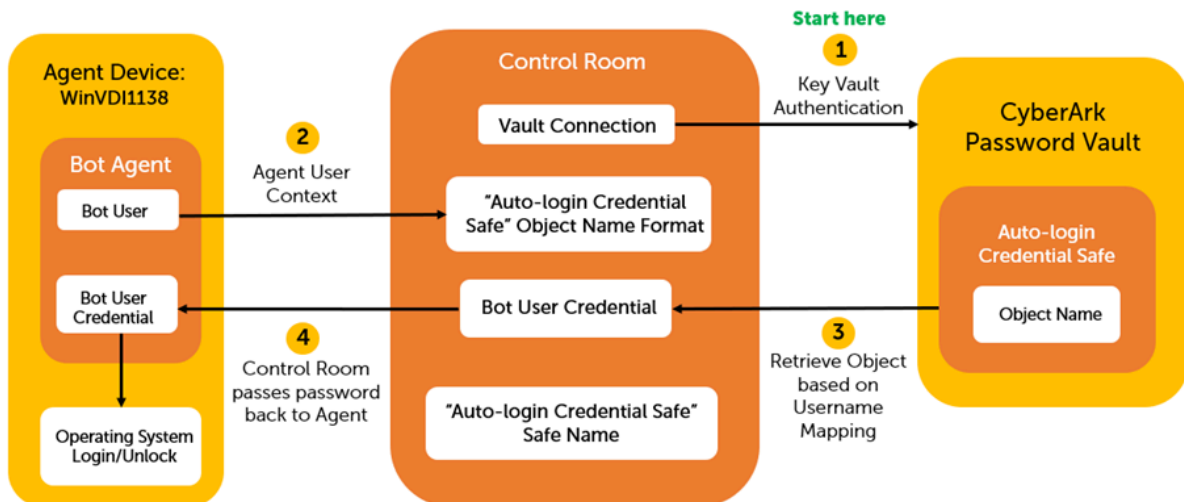 Agent Device:
WinVDI1138
Bot Agent
Bot User
Bot User
Credential
Operating System
Login/Unlock
2
Agent User
Context
4
Control Room
passes password
back to Agent
Control Room
Vault Connection
"Auto-login Credential
Safe" Object Name Format
Bot User Credential
"Auto-login Credential Safe"
Safe Name
Start here
1
Key Vault
Authentication
3
Retrieve Object
based on
Username
Mapping
CyberArk
Password Vault
Auto-login
Credential Safe
Object Name